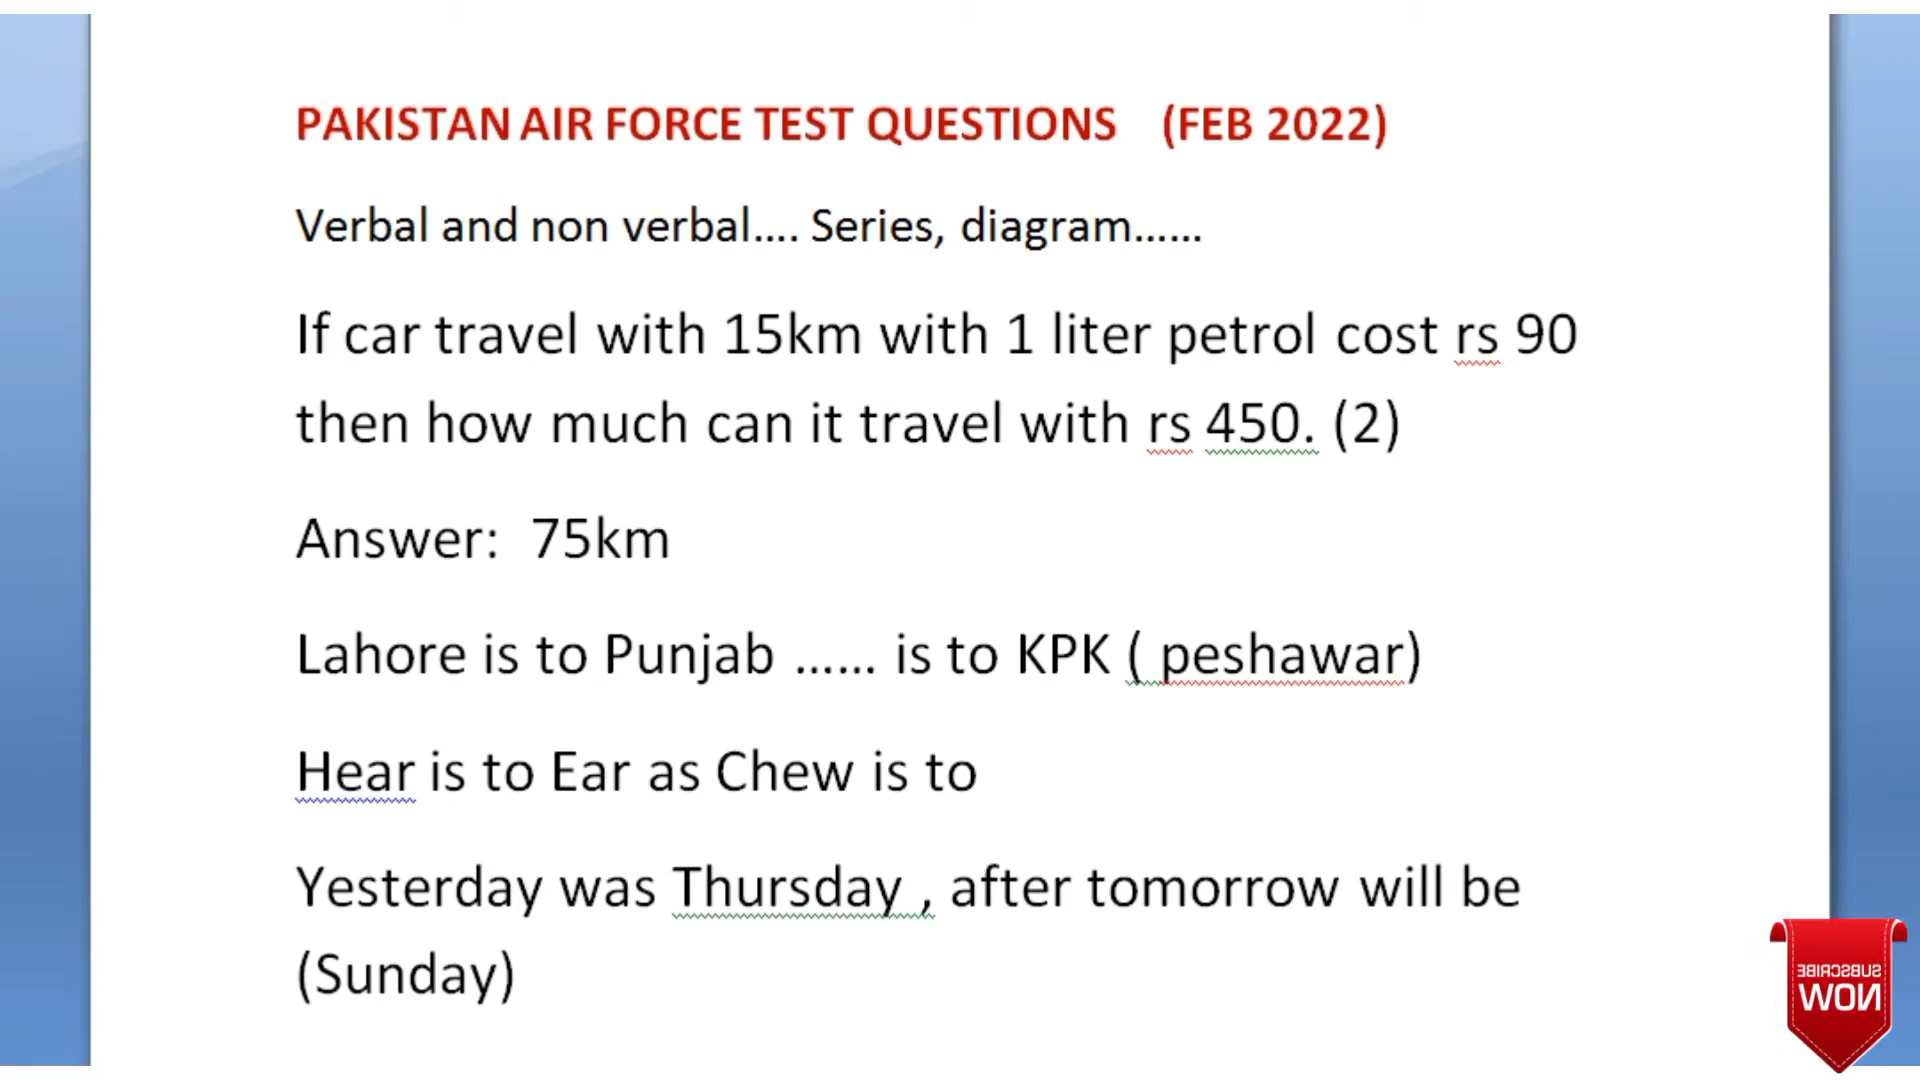 PAKISTAN AIR FORCE TEST QUESTIONS (FEB 2022)
Verbal and non verbal.... Series, diagram......
If car travel with 15km with 1 liter petrol cost rs 90
then how much can it travel with rs 450. (2)
Answer: 75km
Lahore is to Punjab ...... is to KPK ( peshawar)
Hear is to Ear as Chew is to
Yesterday was Thursday , after tomorrow will be
(Sunday)
SUBSCRIBE
NOW